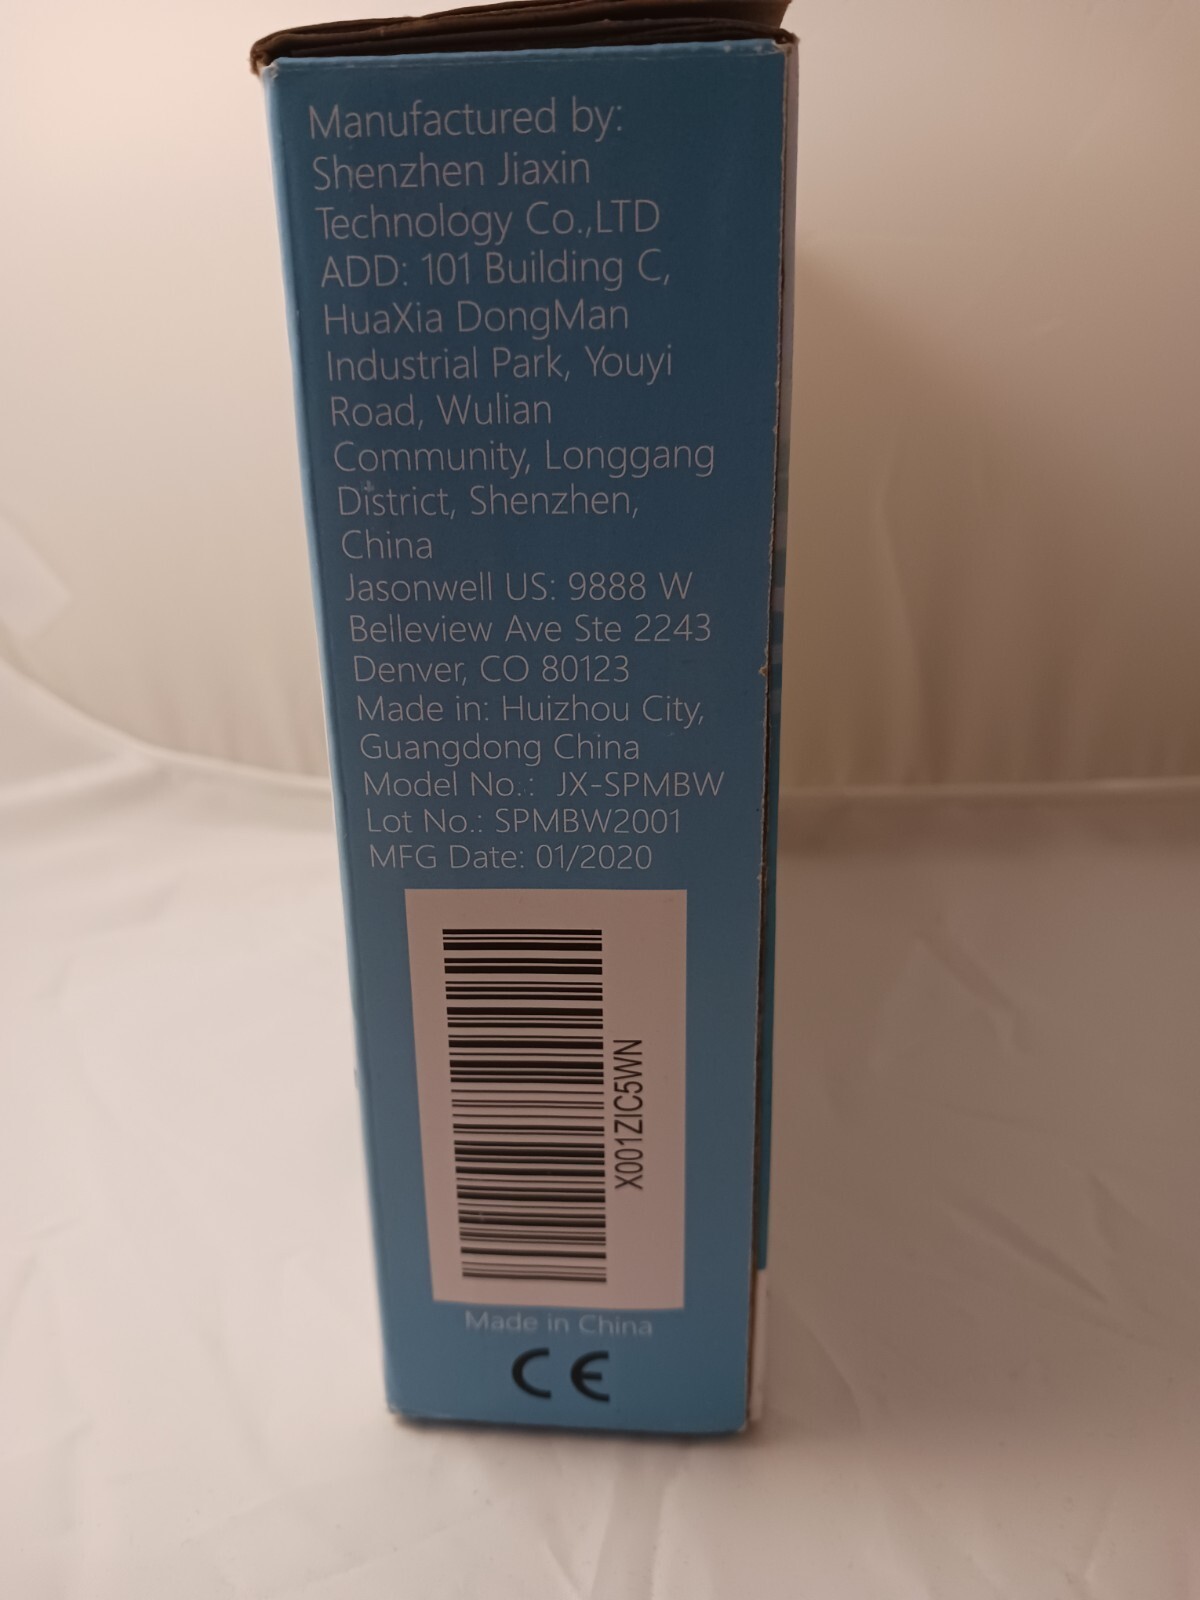 Manufactured by:
Shenzhen Jiaxin
Technology Co.,LTD
ADD: 101 Building C,
HuaXia DongMan
Industrial Park, Youyi
Road, Wulian
Community, Longgang
District, Shenzhen,
China
Jasonwell US: 9888 W
Belleview Ave Ste 2243
Denver, CO 80123
Made in: Huizhou City,
Guangdong China
Model No.: JX-SPMBW
Lot No.: SPMBW2001
MFG Date: 01/2020
X001ZIC5WN
Made in China
CE